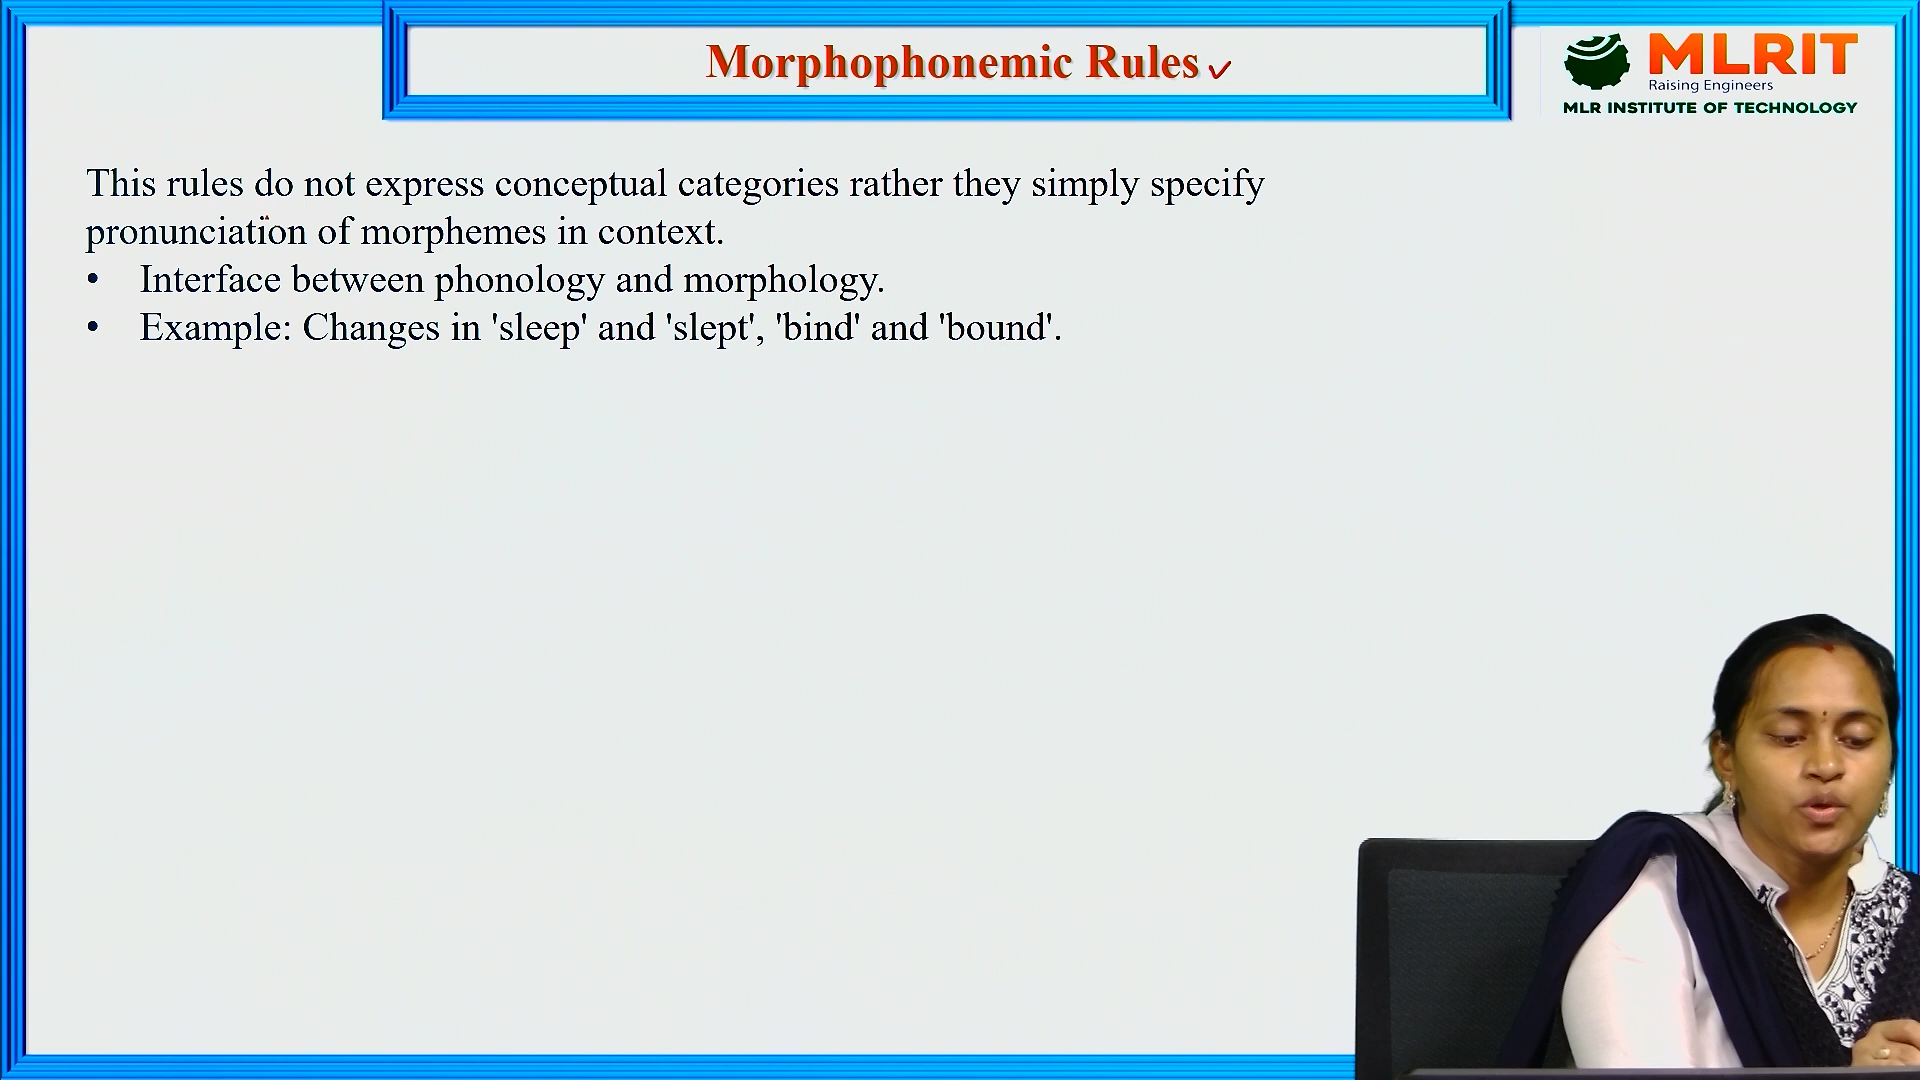 Morphophonemic Rules
MLRIT
Raising Engineers
MLR INSTITUTE OF TECHNOLOGY
This rules do not express conceptual categories rather they simply specify
pronunciation of morphemes in context.
• Interface between phonology and morphology.
• Example: Changes in 'sleep' and 'slept', 'bind' and 'bound'.